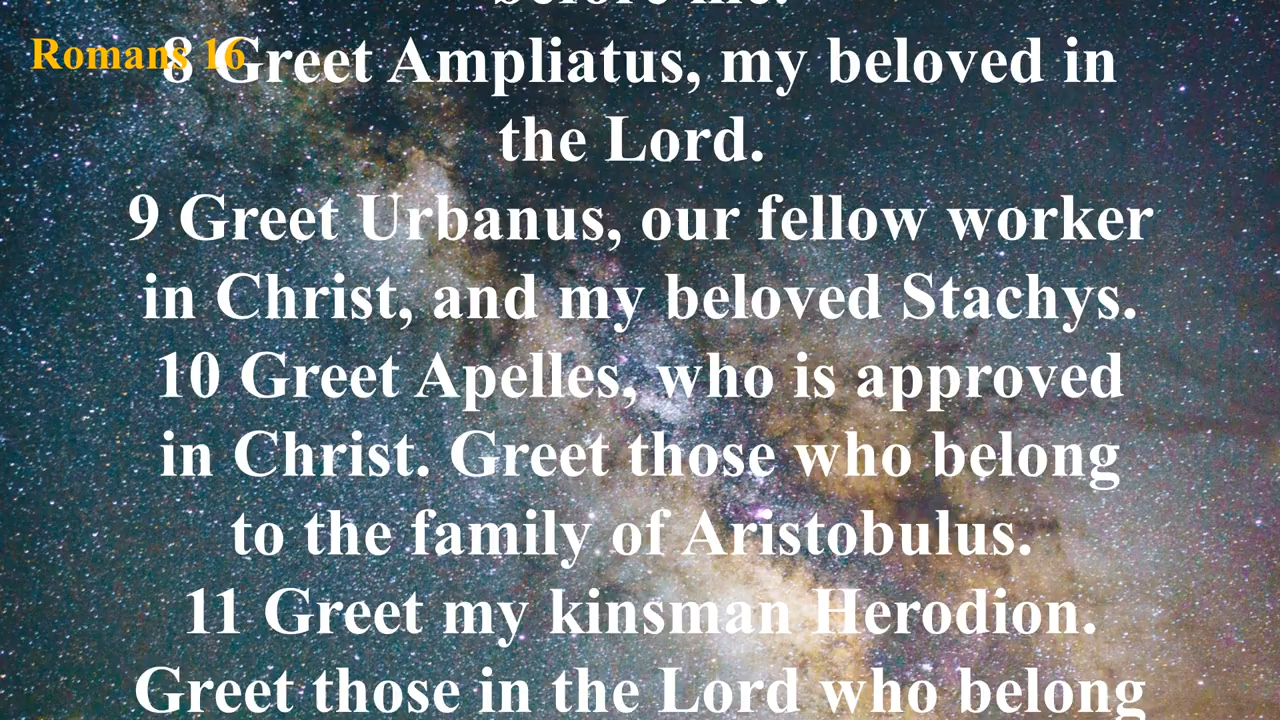 before me.
Romans 16
8 Greet Ampliatus, my beloved in
the Lord.
9 Greet Urbanus, our fellow worker
in Christ, and my beloved Stachys.
10 Greet Apelles, who is approved
in Christ. Greet those who belong
to the family of Aristobulus.
11 Greet my kinsman Herodion.
Greet those in the Lord who belong